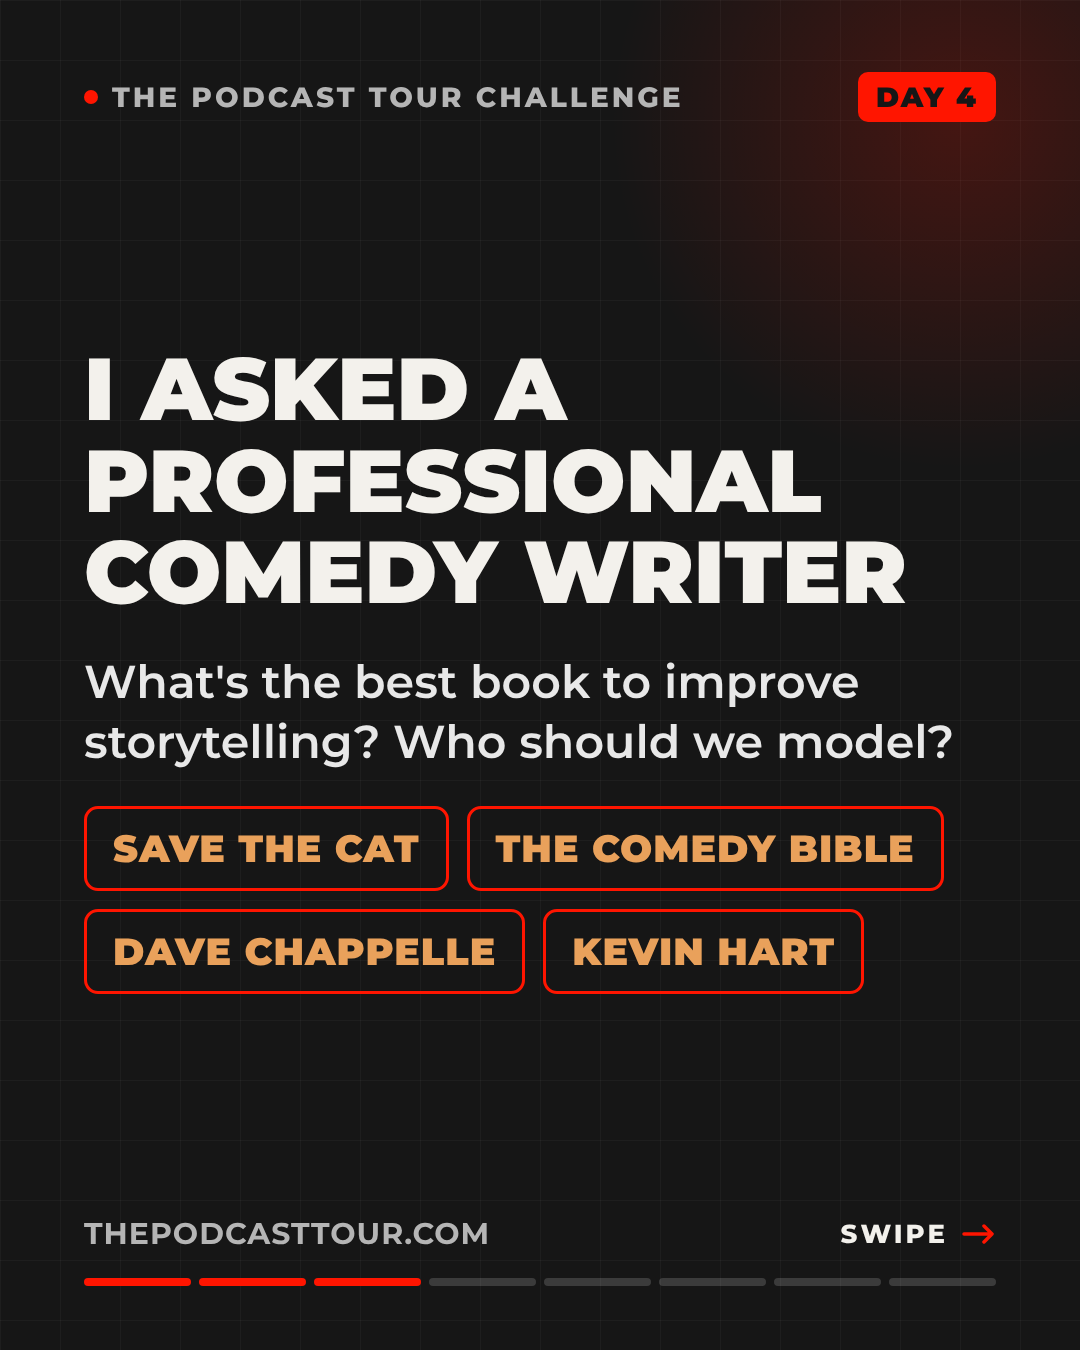 THE PODCAST TOUR CHALLENGE
DAY 4
I ASKED A
PROFESSIONAL
COMEDY WRITER
What's the best book to improve
storytelling? Who should we model?
SAVE THE CAT
THE COMEDY BIBLE
DAVE CHAPPELLE
KEVIN HART
THEPODCASTTOUR.COM
SWIPE →